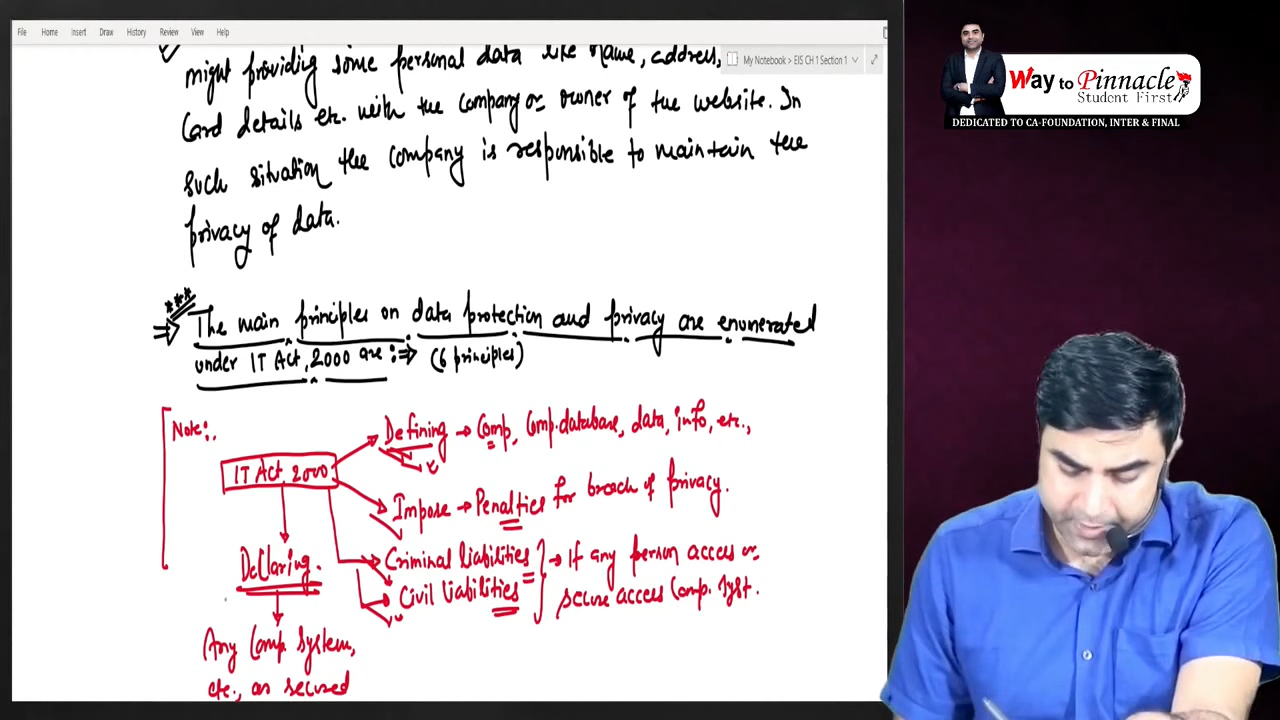 File Home Insert Draw History Review View Help
My Notebook > EIS CH 1 Section 1
might providing some personal data like Name, address,
Card details etc. with the company or owner of the website. In
such situation the company is responsible to maintain the
privacy of data.
*** The main principles on data protection and privacy are enunerated
under IT Act, 2000 are :⇒ (6 principles)
Note:.
Defining → Comp, Comp. database, data, info, etc.,
IT Act 2000
Impose → Penalties for breach of privacy.
Declaring.
Criminal liabilities → If any person acces or
Civil liabilities secure access Comp. Syst.
Any Comp. System,
etc., as secured
Way to Pinnacle
Student First
DEDICATED TO CA-FOUNDATION, INTER & FINAL